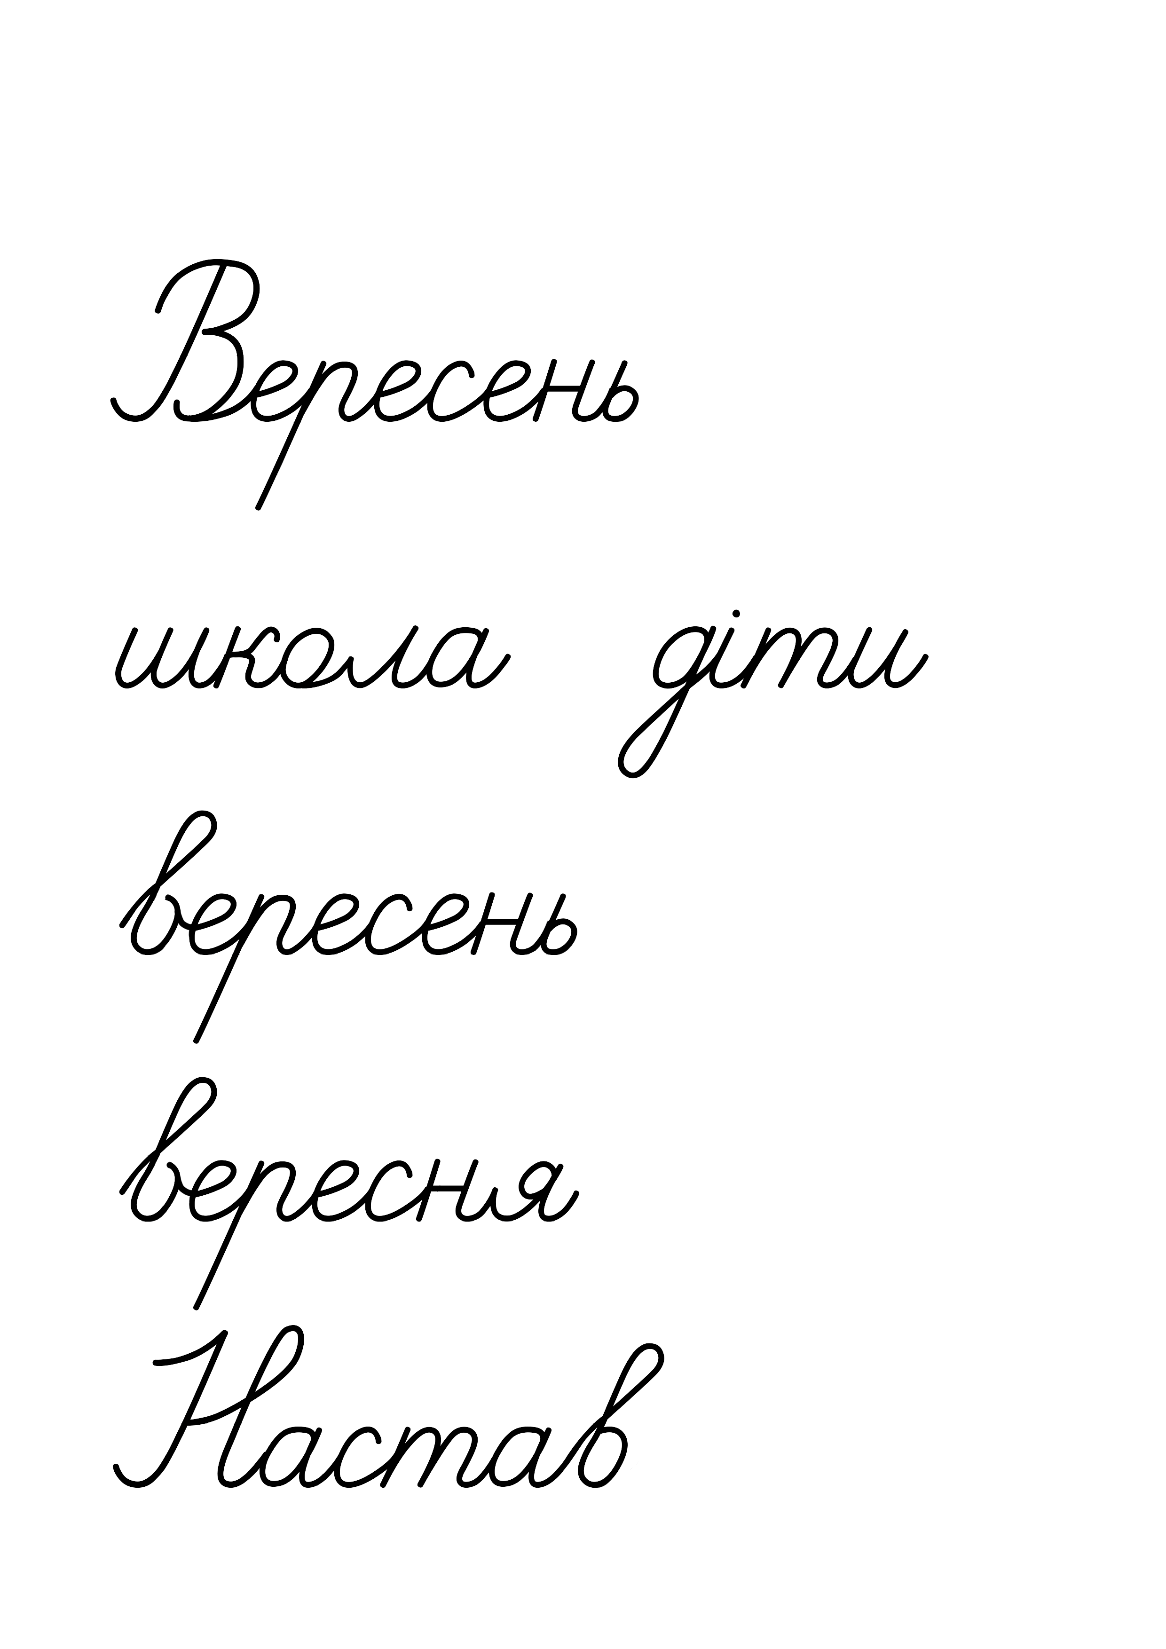 Вересень
школа діти
вересень
вересня
Настав